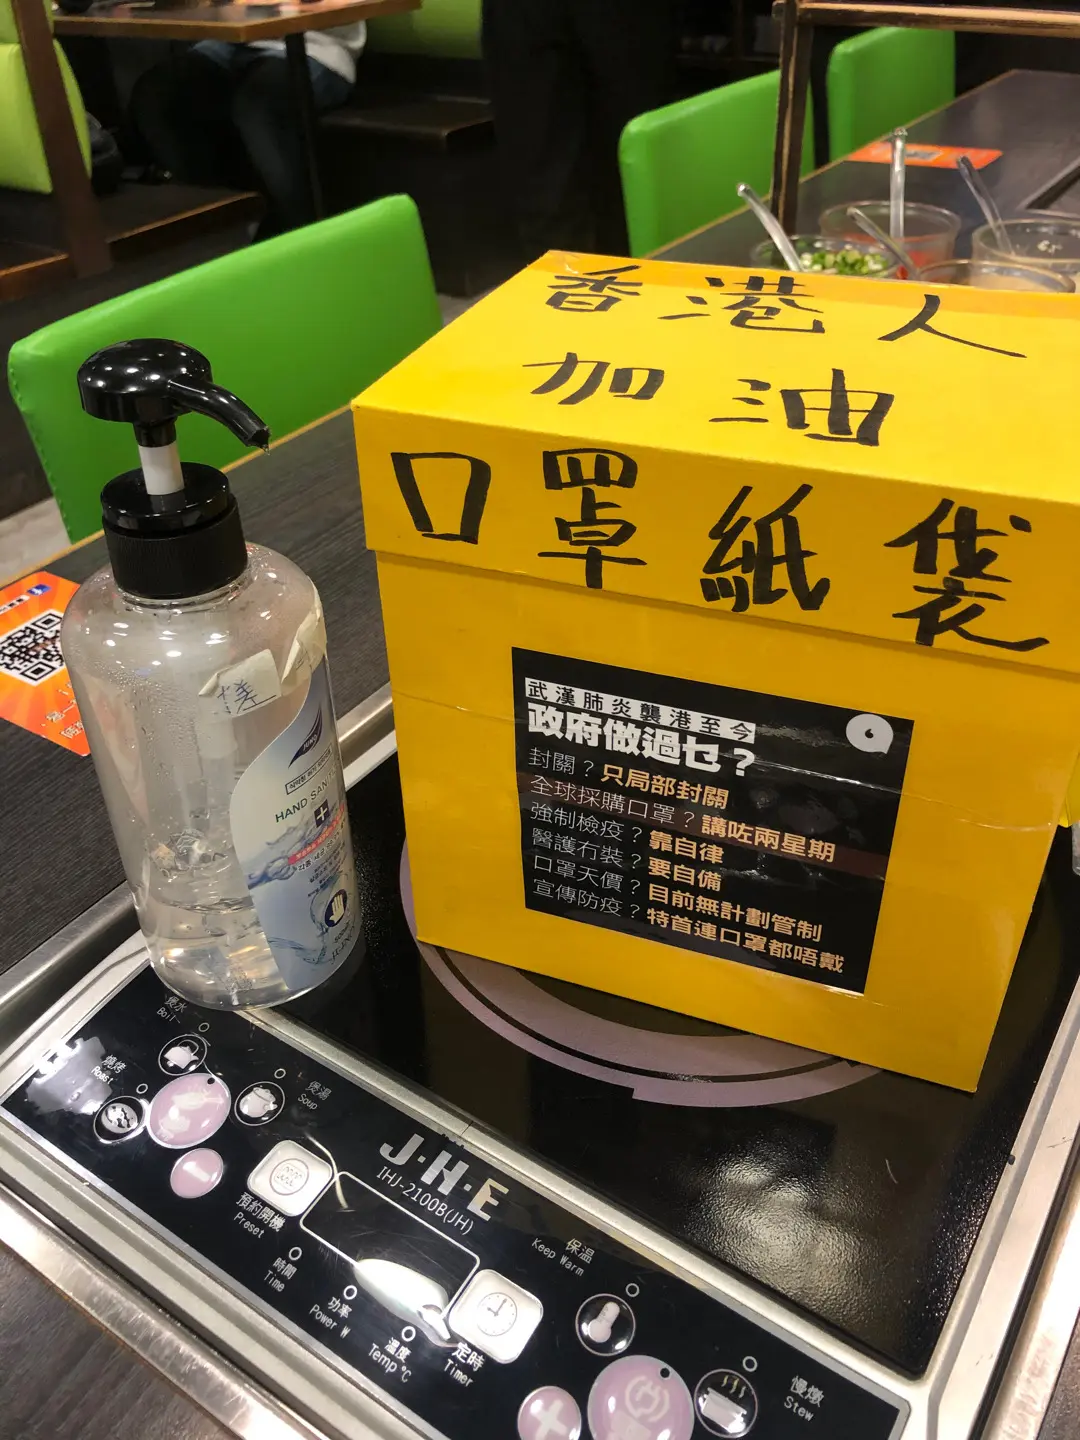 香港人
加油
口罩紙袋
武漢肺炎襲港至今
政府做過乜？
封關？只局部封關
全球採購口罩？講咗兩星期
強制檢疫？靠自律
醫護冇裝？要自備
口罩天價？目前無計劃管制
宣傳防疫？特首連口罩都唔戴
HAND SANI
煲水
Boil
燒烤
Roast
煲湯
Soup
J·H·E
IHJ-2100B(JH)
預約開機
Preset
時間
Time
功率
Power W
溫度
Temp °C
定時
Timer
保溫
Keep Warm
慢燉
Stew